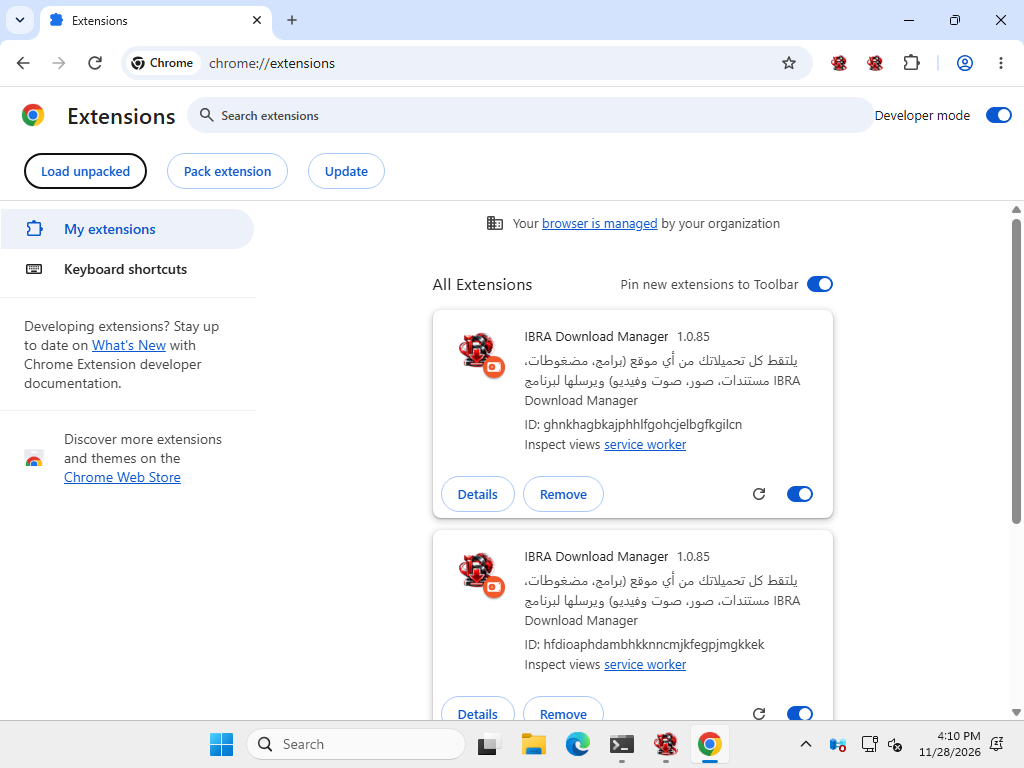 Extensions
Chrome
chrome://extensions
Extensions
Search extensions
Developer mode
Load unpacked
Pack extension
Update
My extensions
Keyboard shortcuts
Developing extensions? Stay up
to date on What's New with
Chrome Extension developer
documentation.
Discover more extensions
and themes on the
Chrome Web Store
Your browser is managed by your organization
All Extensions
Pin new extensions to Toolbar
IBRA Download Manager 1.0.85
يلتقط كل تحميلاتك من أي موقع (برامج، مضغوطات،
مستندات، صور، صوت وفيديو) ويرسلها لبرنامج IBRA
Download Manager
ID: ghnkhagbkajphhlfgohcjelbgfkgilcn
Inspect views service worker
Details
Remove
IBRA Download Manager 1.0.85
يلتقط كل تحميلاتك من أي موقع (برامج، مضغوطات،
مستندات، صور، صوت وفيديو) ويرسلها لبرنامج IBRA
Download Manager
ID: hfdioaphdambhkknncmjkfegpjmgkkek
Inspect views service worker
Details
Remove
Search
4:10 PM
11/28/2026